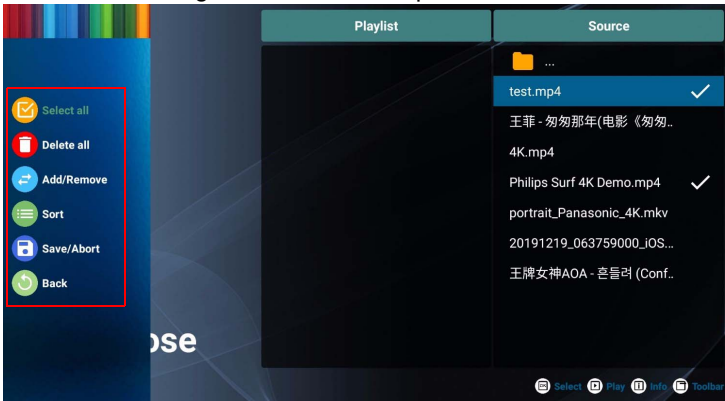 Playlist
Source
...
Select all
Delete all
Add/Remove
Sort
Save/Abort
Back
test.mp4
王菲 - 匆匆那年(电影《匆匆..
4K.mp4
Philips Surf 4K Demo.mp4
portrait_Panasonic_4K.mkv
20191219_063759000_iOS...
王牌女神AOA - 흔들려 (Conf..
ose
Select Play Info Toolbar